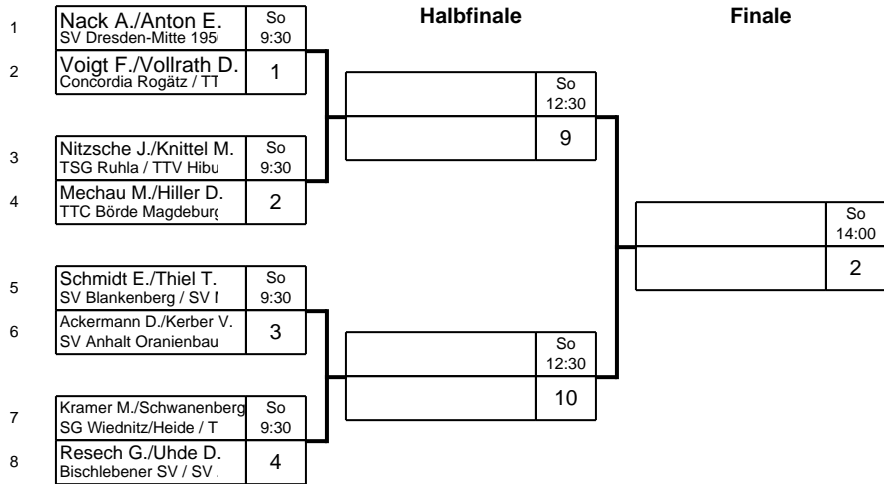 Halbfinale
Finale
1
Nack A./Anton E.
SV Dresden-Mitte 195
So
9:30
2
Voigt F./Vollrath D.
Concordia Rogätz / TT
1
3
Nitzsche J./Knittel M.
TSG Ruhla / TTV Hibu
So
9:30
4
Mechau M./Hiller D.
TTC Börde Magdeburg
2
5
Schmidt E./Thiel T.
SV Blankenberg / SV
So
9:30
6
Ackermann D./Kerber V.
SV Anhalt Oranienbau
3
7
Kramer M./Schwanenberg
SG Wiednitz/Heide / T
So
9:30
8
Resech G./Uhde D.
Bischlebener SV / SV
4
So
12:30
9
So
12:30
10
So
14:00
2